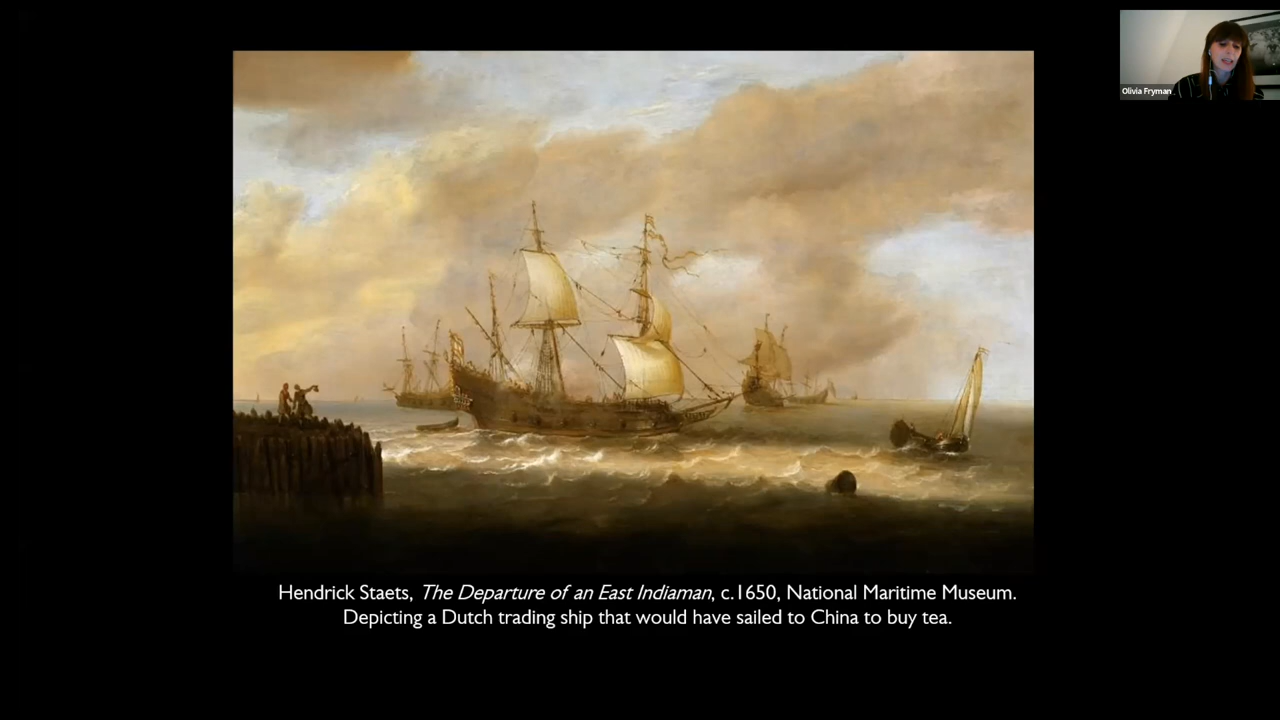 Olivia Fryman
Hendrick Staets, The Departure of an East Indiaman, c.1650, National Maritime Museum.
Depicting a Dutch trading ship that would have sailed to China to buy tea.